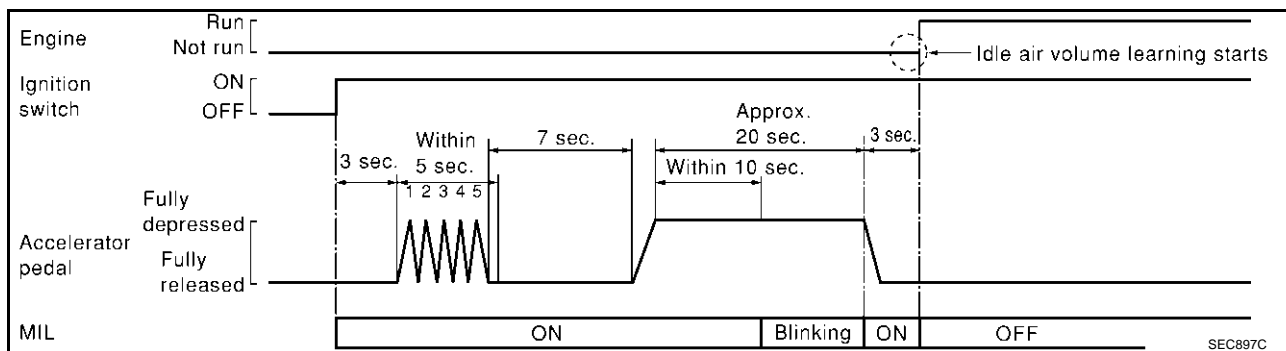 Engine
Run
Not run
Idle air volume learning starts
Ignition
switch
ON
OFF
3 sec.
Within
5 sec.
1 2 3 4 5
7 sec.
Approx.
20 sec.
Within 10 sec.
3 sec.
Accelerator
pedal
Fully
depressed
Fully
released
MIL
ON
Blinking
ON
OFF
SEC897C